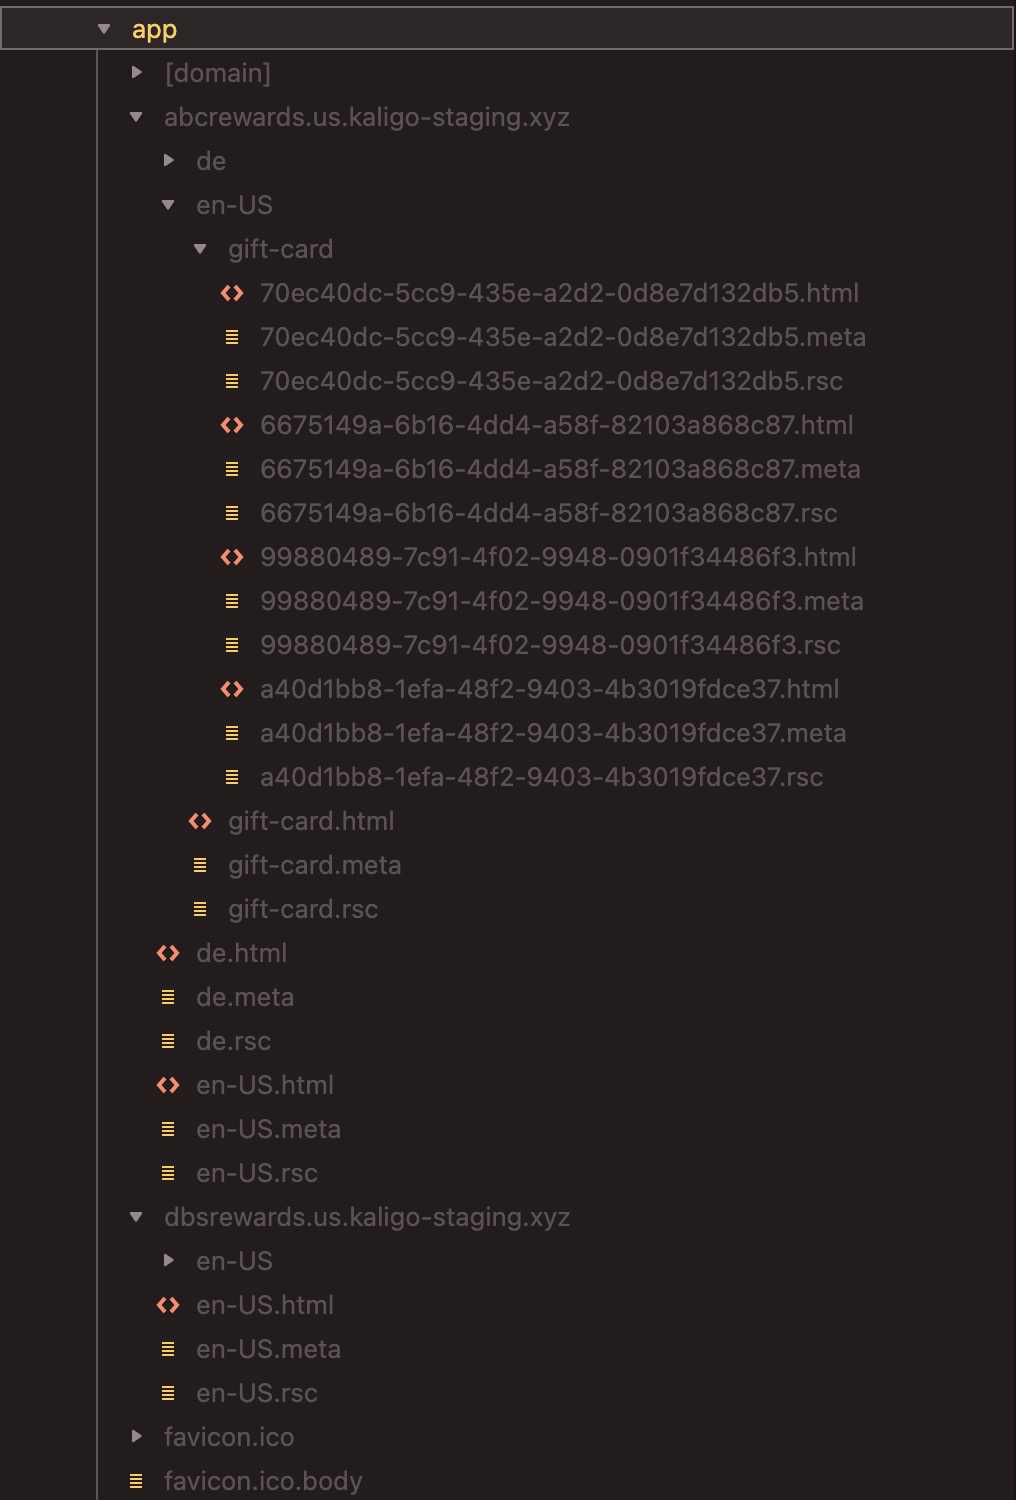 app
[domain]
abcrewards.us.kaligo-staging.xyz
de
en-US
gift-card
70ec40dc-5cc9-435e-a2d2-0d8e7d132db5.html
70ec40dc-5cc9-435e-a2d2-0d8e7d132db5.meta
70ec40dc-5cc9-435e-a2d2-0d8e7d132db5.rsc
6675149a-6b16-4dd4-a58f-82103a868c87.html
6675149a-6b16-4dd4-a58f-82103a868c87.meta
6675149a-6b16-4dd4-a58f-82103a868c87.rsc
99880489-7c91-4f02-9948-0901f34486f3.html
99880489-7c91-4f02-9948-0901f34486f3.meta
99880489-7c91-4f02-9948-0901f34486f3.rsc
a40d1bb8-1efa-48f2-9403-4b3019fdce37.html
a40d1bb8-1efa-48f2-9403-4b3019fdce37.meta
a40d1bb8-1efa-48f2-9403-4b3019fdce37.rsc
gift-card.html
gift-card.meta
gift-card.rsc
de.html
de.meta
de.rsc
en-US.html
en-US.meta
en-US.rsc
dbsrewards.us.kaligo-staging.xyz
en-US
en-US.html
en-US.meta
en-US.rsc
favicon.ico
favicon.ico.body